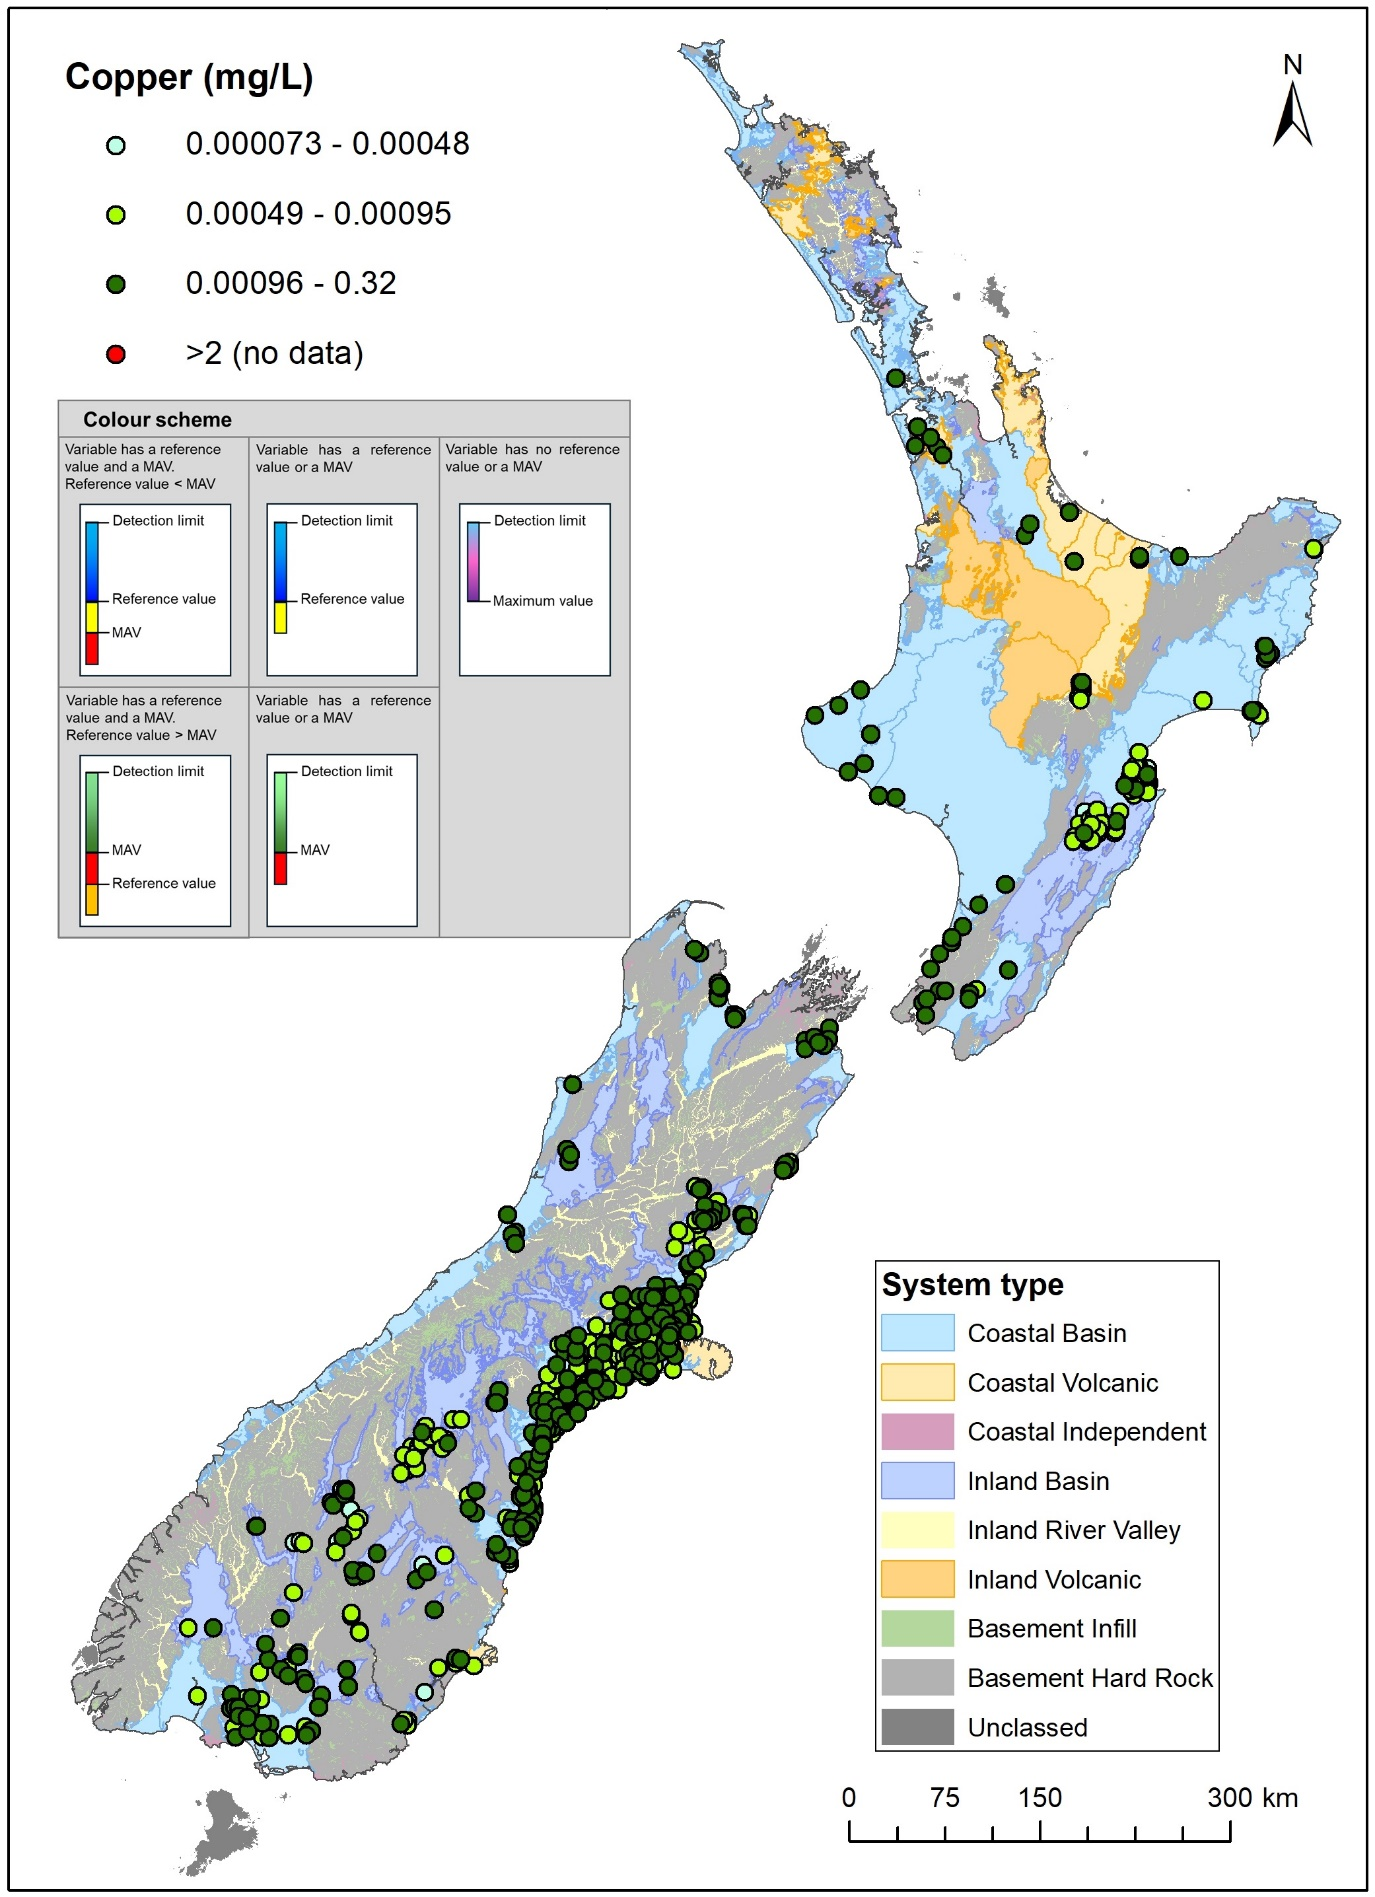 Copper (mg/L)
0.000073 - 0.00048
0.00049 - 0.00095
0.00096 - 0.32
>2 (no data)
N
Colour scheme
Variable has a reference
value and a MAV.
Reference value < MAV
Detection limit
Reference value
MAV
Variable has a reference
value or a MAV
Detection limit
Reference value
Variable has no reference
value or a MAV
Detection limit
Maximum value
Variable has a reference
value and a MAV.
Reference value > MAV
Detection limit
MAV
Reference value
Variable has a reference
value or a MAV
Detection limit
MAV
System type
Coastal Basin
Coastal Volcanic
Coastal Independent
Inland Basin
Inland River Valley
Inland Volcanic
Basement Infill
Basement Hard Rock
Unclassed
0 75 150 300 km